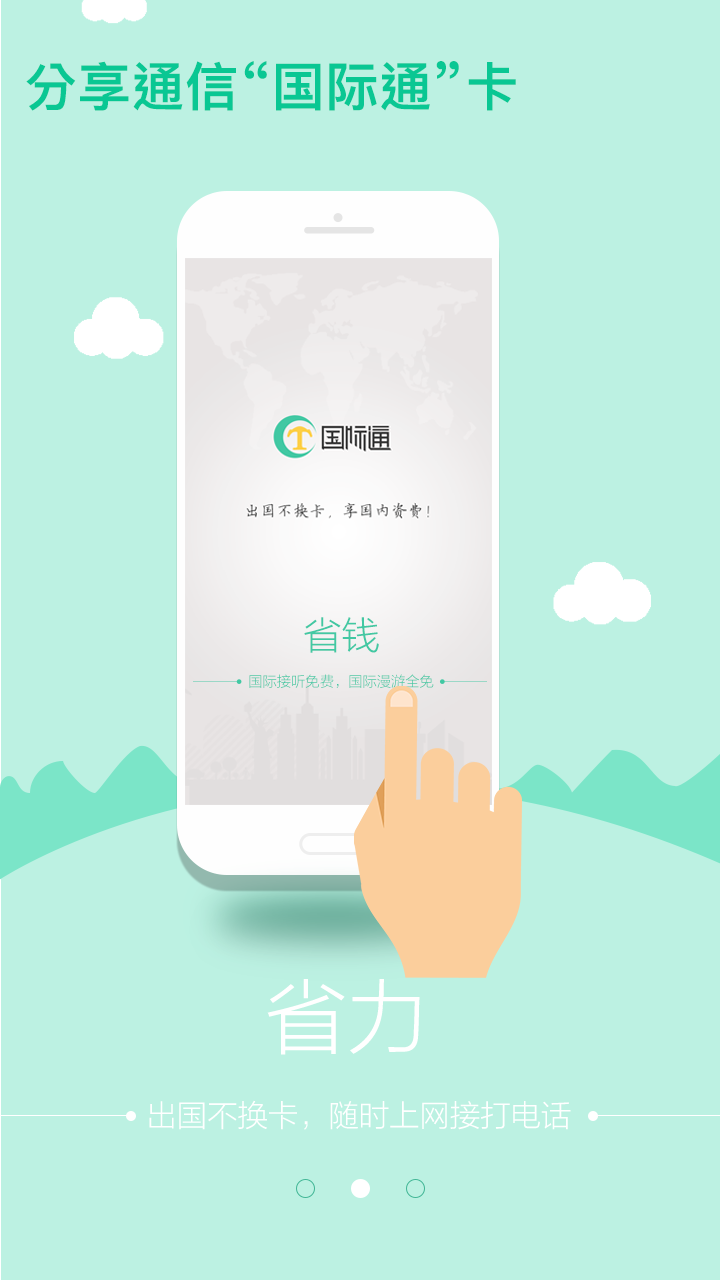 分享通信“国际通”卡
国际通
出国不换卡，享国内资费！
省钱
国际接听免费，国际漫游全免
省力
出国不换卡，随时上网接打电话